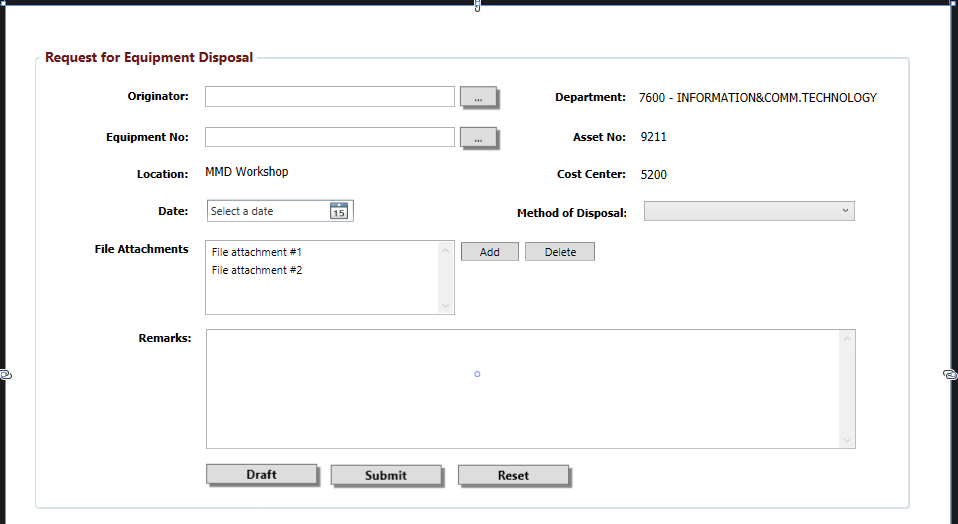 Request for Equipment Disposal
Originator: ... Department: 7600 - INFORMATION&COMM.TECHNOLOGY
Equipment No: ... Asset No: 9211
Location: MMD Workshop Cost Center: 5200
Date: Select a date 15 Method of Disposal:
File Attachments File attachment #1 Add Delete
File attachment #2
Remarks:
Draft Submit Reset